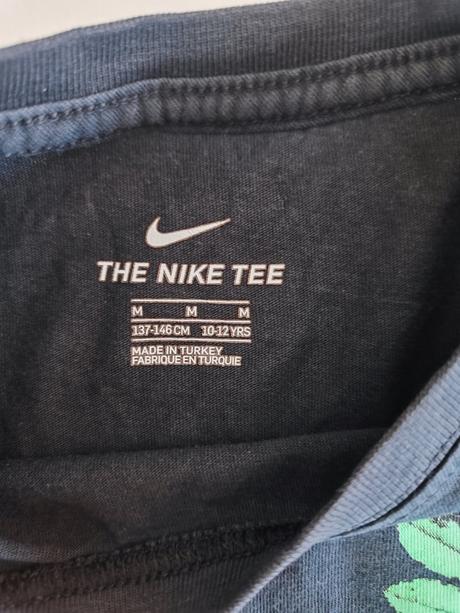 THE NIKE TEE
M M M
137-146 CM 10-12 YRS
MADE IN TURKEY
FABRIQUE EN TURQUIE